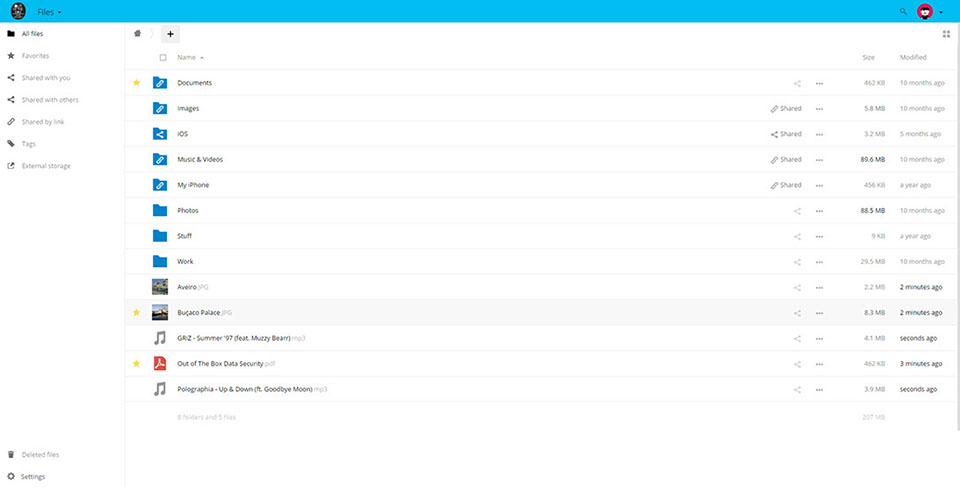 Files
All files
Favorites
Shared with you
Shared with others
Shared by link
Tags
External storage
Deleted files
Settings
Name Size Modified
Documents 462 KB 10 months ago
Images Shared 5.8 MB 10 months ago
iOS Shared 3.2 MB 5 months ago
Music & Videos Shared 89.6 MB 10 months ago
My iPhone Shared 456 KB a year ago
Photos 88.5 MB 10 months ago
Stuff 9 KB a year ago
Work 29.5 MB 10 months ago
Aveiro.JPG 2.2 MB 2 minutes ago
Buçaco Palace.JPG 8.3 MB 2 minutes ago
GRiZ - Summer '97 (feat. Muzzy Bearr).mp3 4.1 MB seconds ago
Out of The Box Data Security.pdf 462 KB 3 minutes ago
Polographia - Up & Down (ft. Goodbye Moon).mp3 3.9 MB seconds ago
8 folders and 5 files 207 MB